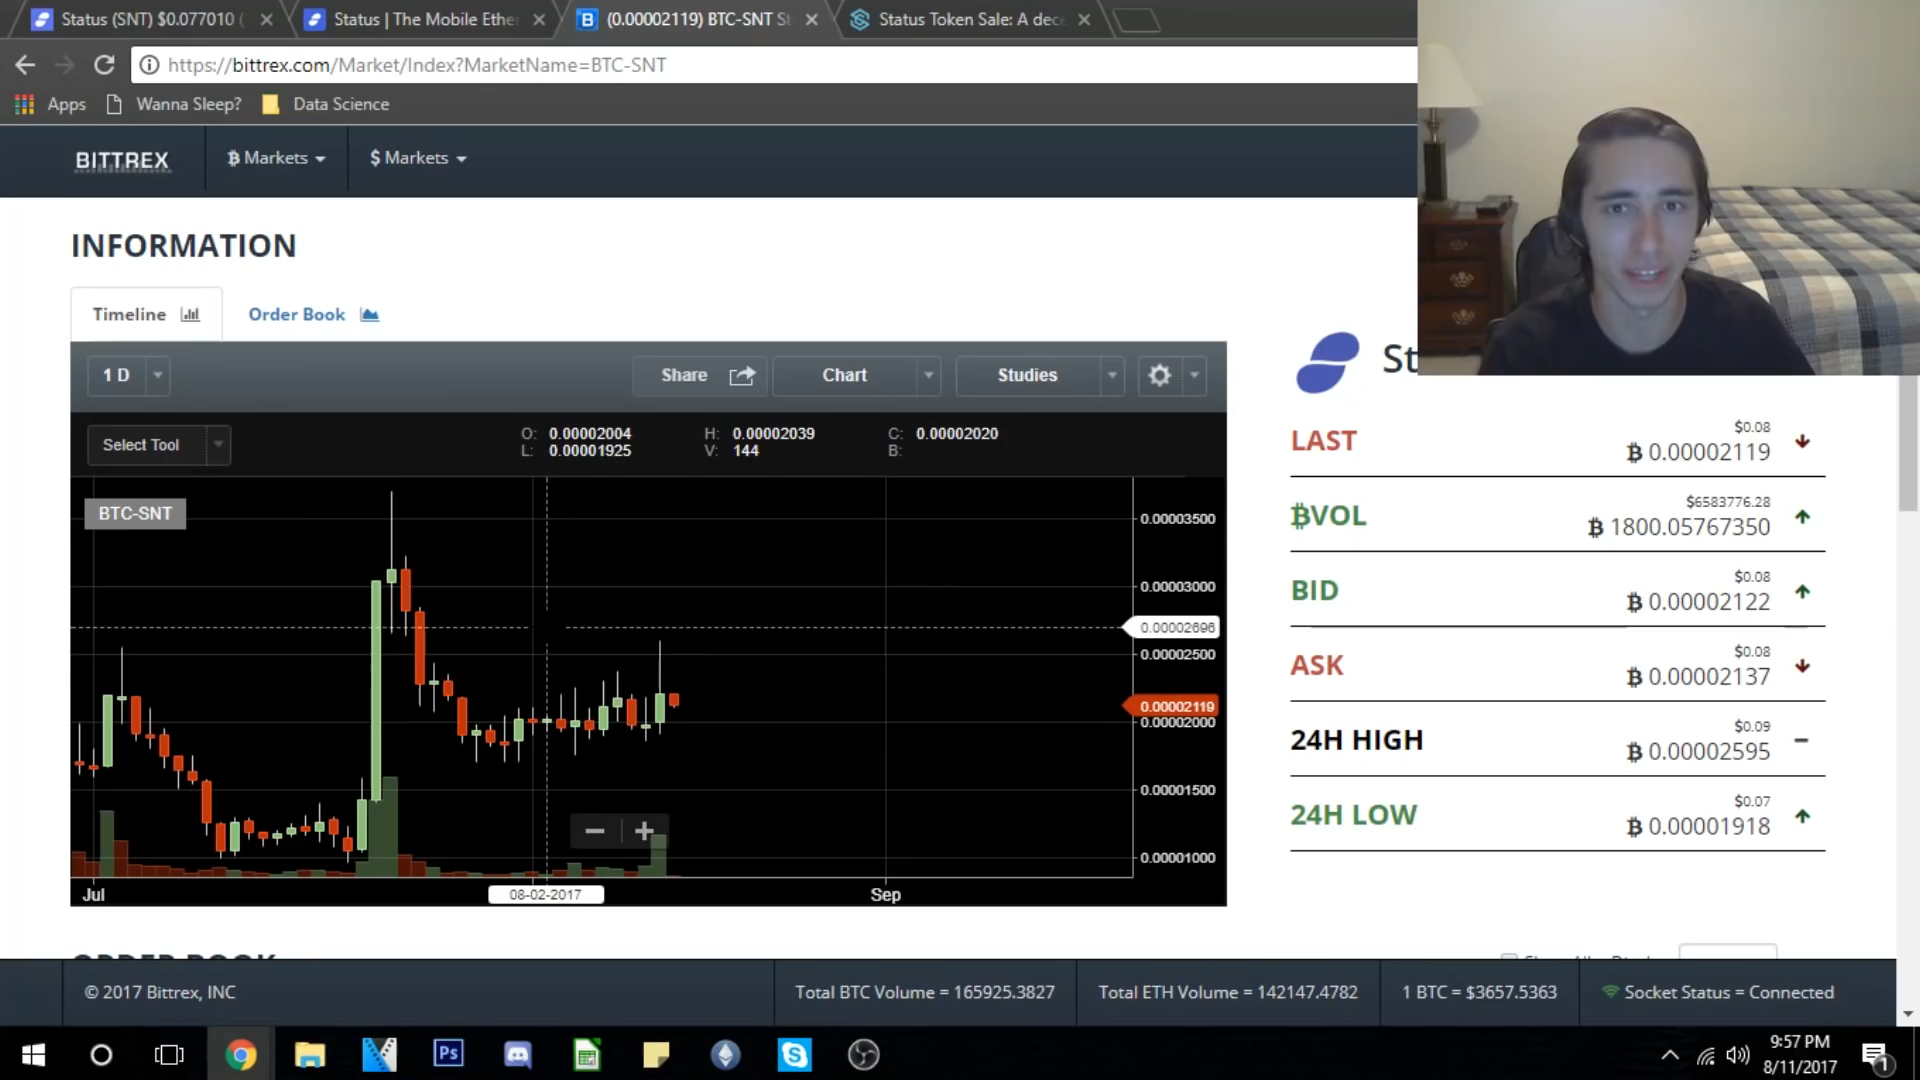 Status (SNT) $0.077010 (
Status | The Mobile Ether
(0.00002119) BTC-SNT St
Status Token Sale: A dece
https://bittrex.com/Market/Index?MarketName=BTC-SNT
Apps
Wanna Sleep?
Data Science
BITTREX
Markets
$ Markets
INFORMATION
Timeline
Order Book
1 D
Share
Chart
Studies
Select Tool
O: 0.00002004
H: 0.00002039
C: 0.00002020
L: 0.00001925
V: 144
B:
BTC-SNT
0.00003500
0.00003000
0.00002696
0.00002500
0.00002119
0.00002000
0.00001500
0.00001000
Jul
08-02-2017
Sep
St
LAST
$0.08
0.00002119
VOL
$6583776.28
1800.05767350
BID
$0.08
0.00002122
ASK
$0.08
0.00002137
24H HIGH
$0.09
0.00002595
24H LOW
$0.07
0.00001918
ORDER BOOK
© 2017 Bittrex, INC
Total BTC Volume = 165925.3827
Total ETH Volume = 142147.4782
1 BTC = $3657.5363
Socket Status = Connected
Ps
9:57 PM
8/11/2017
1